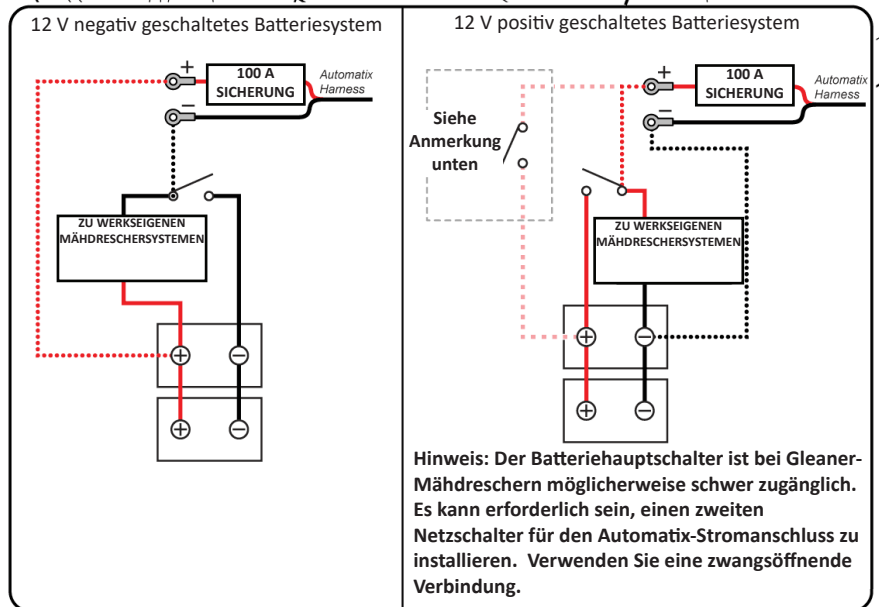 12 V negativ geschaltetes Batteriesystem
+
100 A
SICHERUNG
Automatix
Harness
−
ZU WERKSEIGENEN
MÄHDRESCHERSYSTEMEN
+ −
+ −
12 V positiv geschaltetes Batteriesystem
+
100 A
SICHERUNG
Automatix
Harness
−
Siehe
Anmerkung
unten
ZU WERKSEIGENEN
MÄHDRESCHERSYSTEMEN
+ −
+ −
Hinweis: Der Batteriehauptschalter ist bei Gleaner-
Mähdreschern möglicherweise schwer zugänglich.
Es kann erforderlich sein, einen zweiten
Netzschalter für den Automatix-Stromanschluss zu
installieren. Verwenden Sie eine zwangsöffnende
Verbindung.